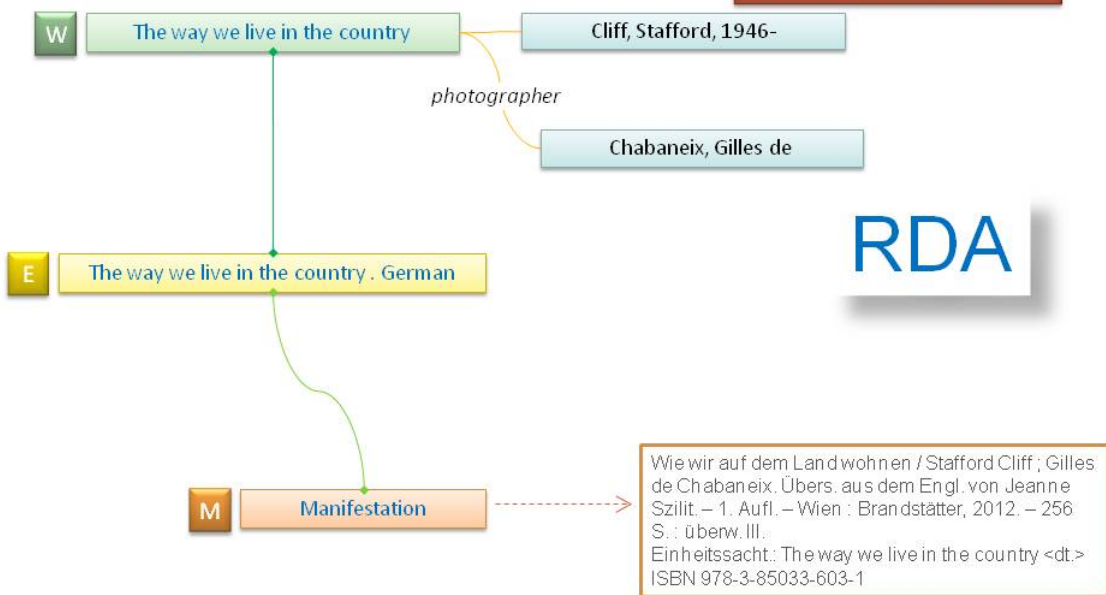 W
The way we live in the country
Cliff, Stafford, 1946-
photographer
Chabaneix, Gilles de
RDA
E
The way we live in the country . German
M
Manifestation
Wie wir auf dem Land wohnen / Stafford Cliff ; Gilles
de Chabaneix. Übers. aus dem Engl. von Jeanne
Szilit. – 1. Aufl. – Wien : Brandstätter, 2012. – 256
S. : überw. Ill.
Einheitssacht.: The way we live in the country <dt.>
ISBN 978-3-85033-603-1